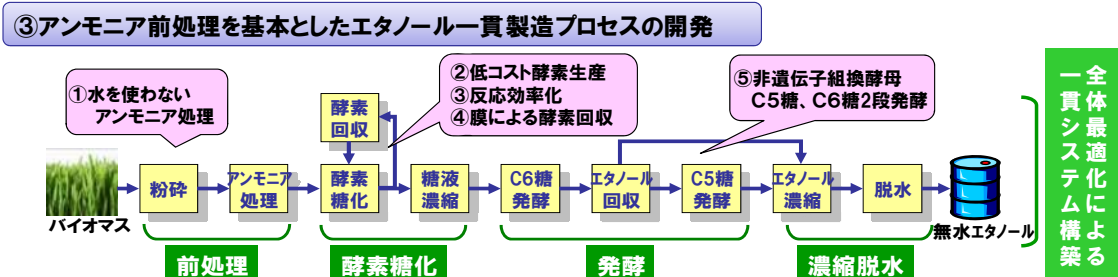 ③アンモニア前処理を基本としたエタノール一貫製造プロセスの開発
①水を使わない
アンモニア処理
②低コスト酵素生産
③反応効率化
④膜による酵素回収
⑤非遺伝子組換酵母
C5糖、C6糖2段発酵
酵素
回収
バイオマス
粉砕
アンモニア
処理
酵素
糖化
糖液
濃縮
C6糖
発酵
エタノール
回収
C5糖
発酵
エタノール
濃縮
脱水
無水エタノール
前処理
酵素糖化
発酵
濃縮脱水
全体最適化による
一貫システム構築